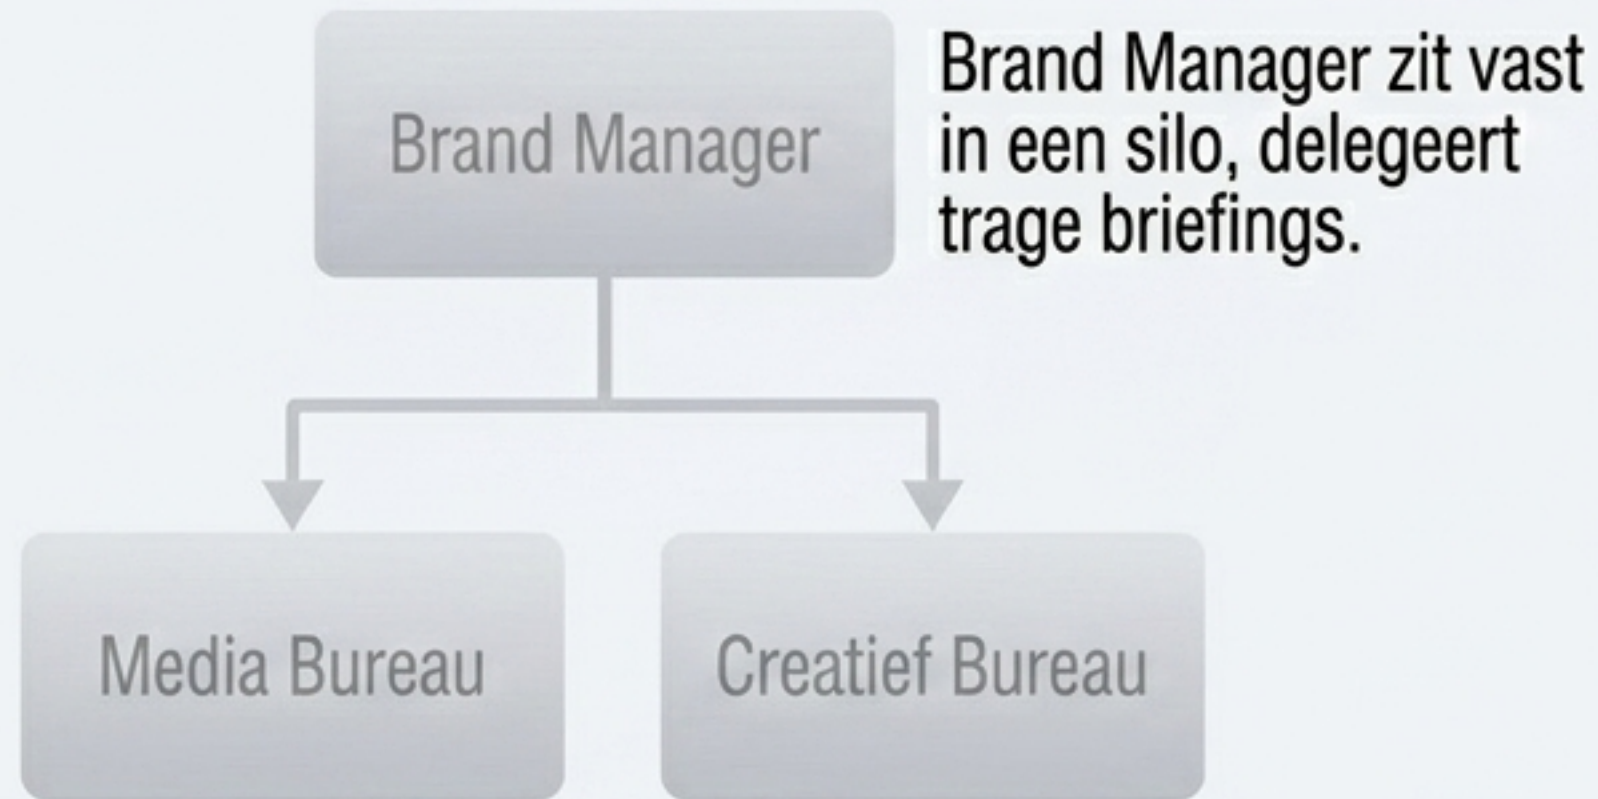 Brand Manager
Brand Manager zit vast
in een silo, delegeert
trage briefings.
Media Bureau
Creatief Bureau